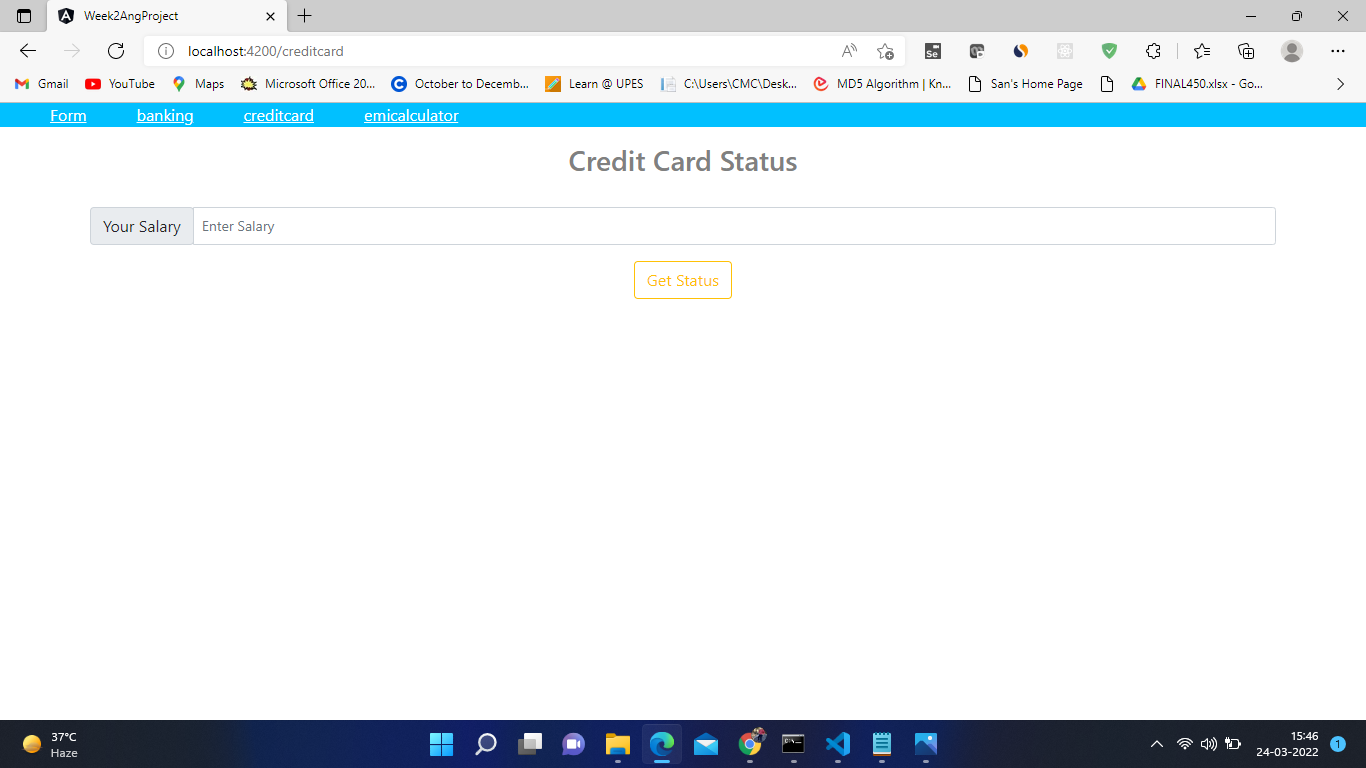 Week2AngProject
localhost:4200/creditcard
Gmail YouTube Maps Microsoft Office 20... October to Decemb... Learn @ UPES C:\Users\CMC\Desk... MD5 Algorithm | Kn... San's Home Page FINAL450.xlsx - Go...
Form banking creditcard emicalculator
Credit Card Status
Your Salary Enter Salary
Get Status
37°C
Haze
15:46
24-03-2022
1